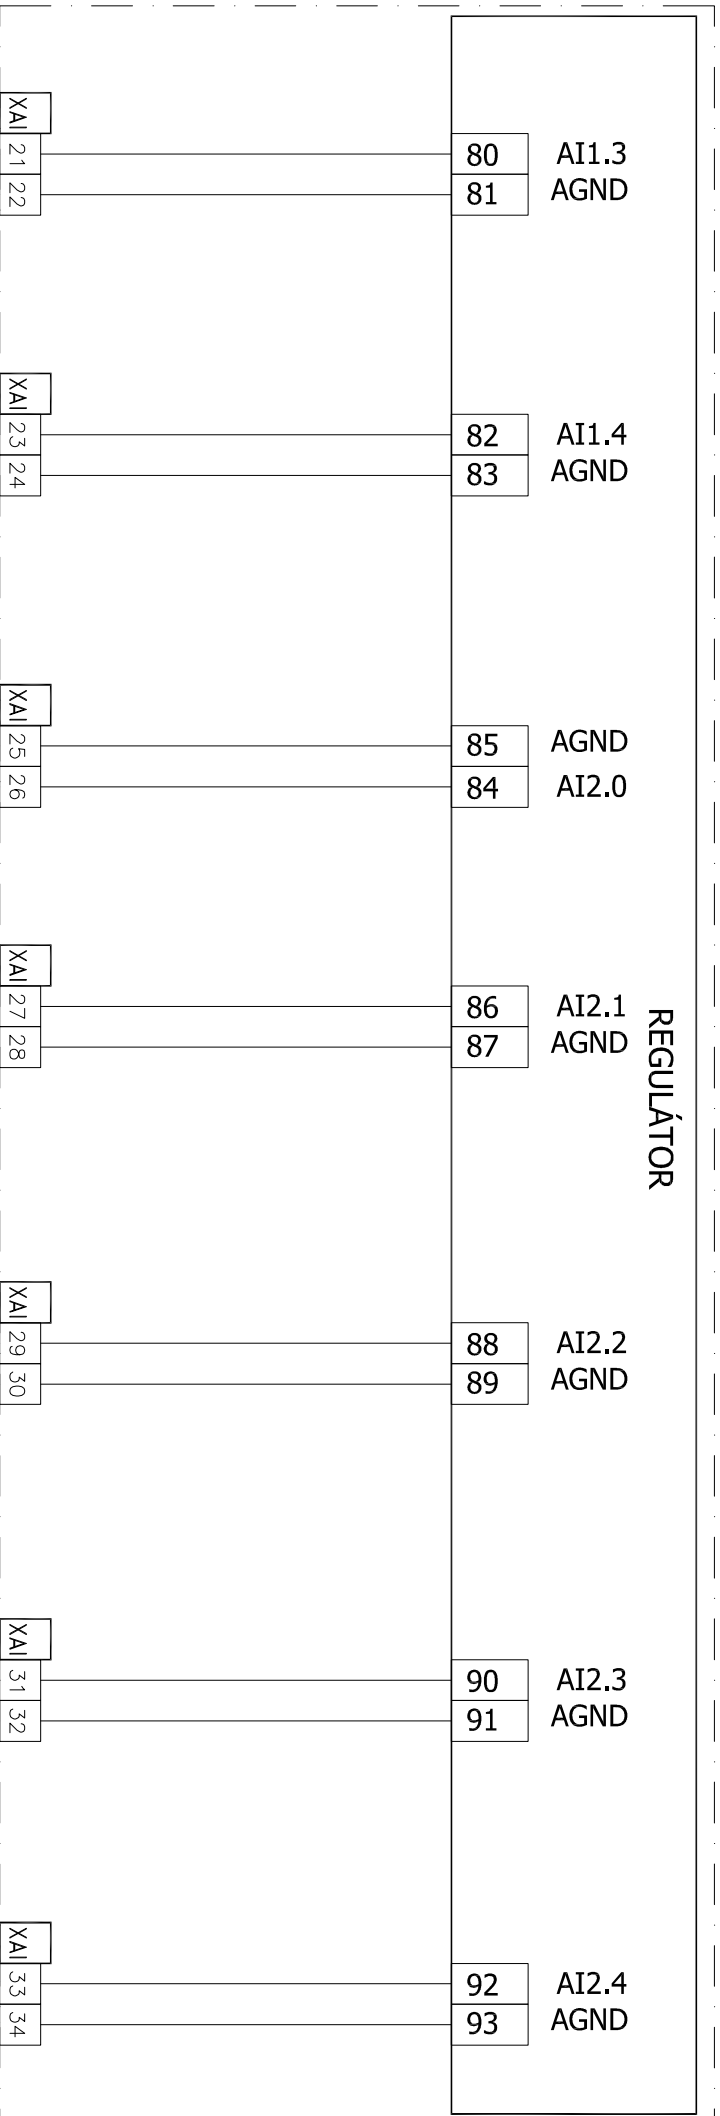 XAI
21
80
AI1.3
22
81
AGND
XAI
23
82
AI1.4
24
83
AGND
XAI
25
85
AGND
26
84
AI2.0
XAI
27
86
AI2.1
28
87
AGND
REGULÁTOR
XAI
29
88
AI2.2
30
89
AGND
XAI
31
90
AI2.3
32
91
AGND
XAI
33
92
AI2.4
34
93
AGND